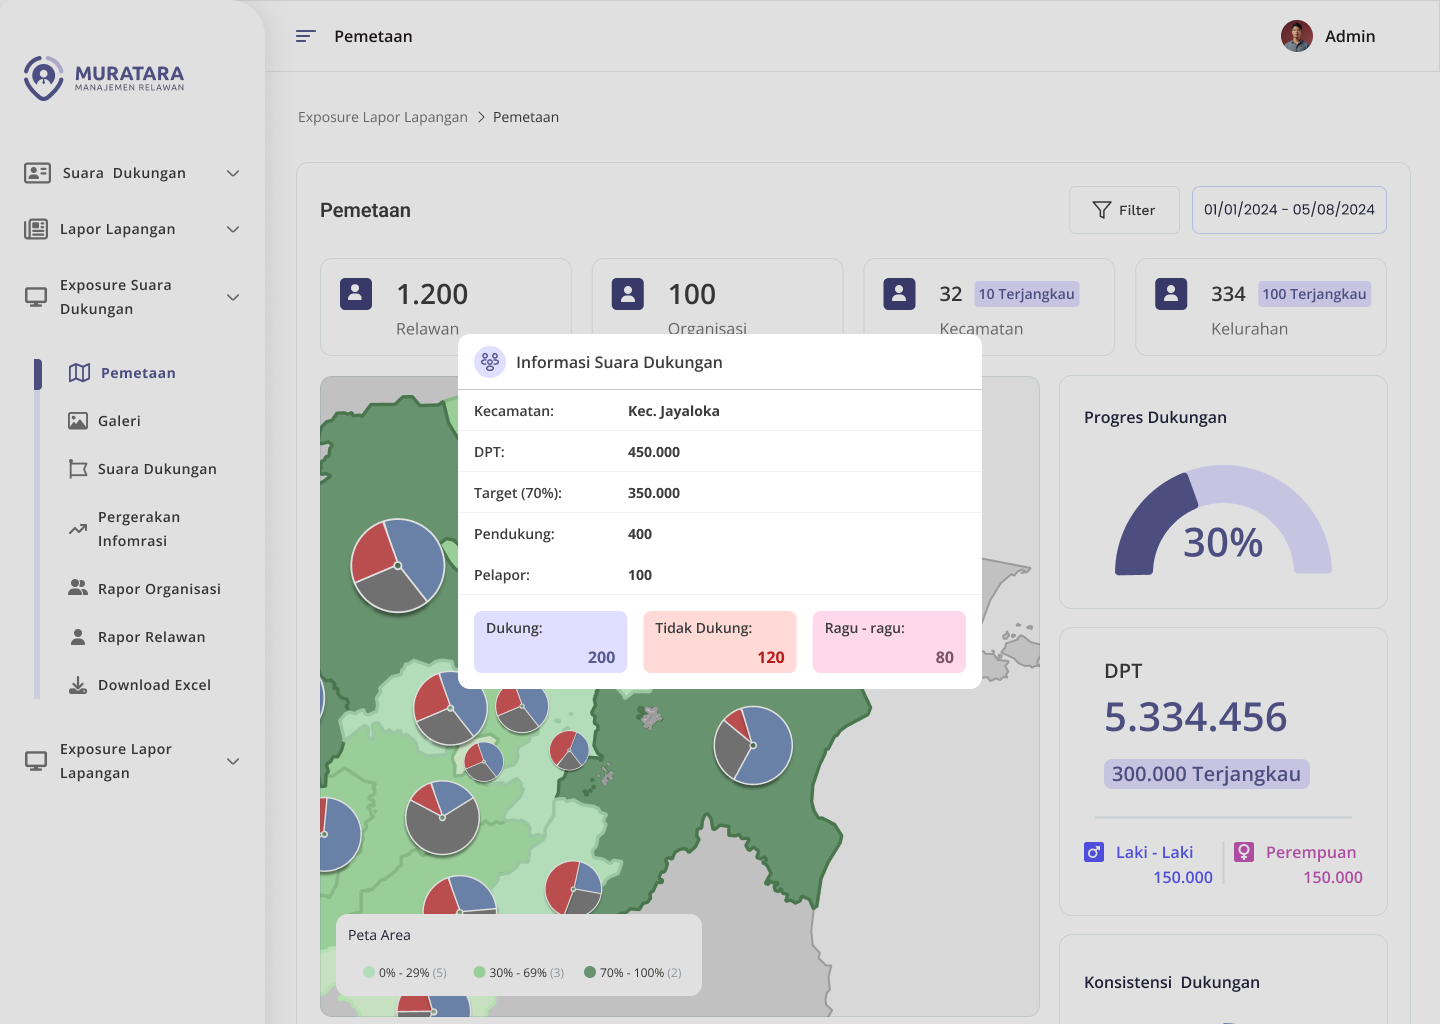 MURATARA
MANAJEMEN RELAWAN
Suara Dukungan
Lapor Lapangan
Exposure Suara
Dukungan
Pemetaan
Galeri
Suara Dukungan
Pergerakan
Infomrasi
Rapor Organisasi
Rapor Relawan
Download Excel
Exposure Lapor
Lapangan
Pemetaan
Admin
Exposure Lapor Lapangan > Pemetaan
Pemetaan
Filter
01/01/2024 - 05/08/2024
1.200
Relawan
100
Organisasi
32 10 Terjangkau
Kecamatan
334 100 Terjangkau
Kelurahan
Informasi Suara Dukungan
Kecamatan: Kec. Jayaloka
DPT: 450.000
Target (70%): 350.000
Pendukung: 400
Pelapor: 100
Dukung:
200
Tidak Dukung:
120
Ragu - ragu:
80
Peta Area
0% - 29% (5) 30% - 69% (3) 70% - 100% (2)
Progres Dukungan
30%
DPT
5.334.456
300.000 Terjangkau
Laki - Laki
150.000
Perempuan
150.000
Konsistensi Dukungan